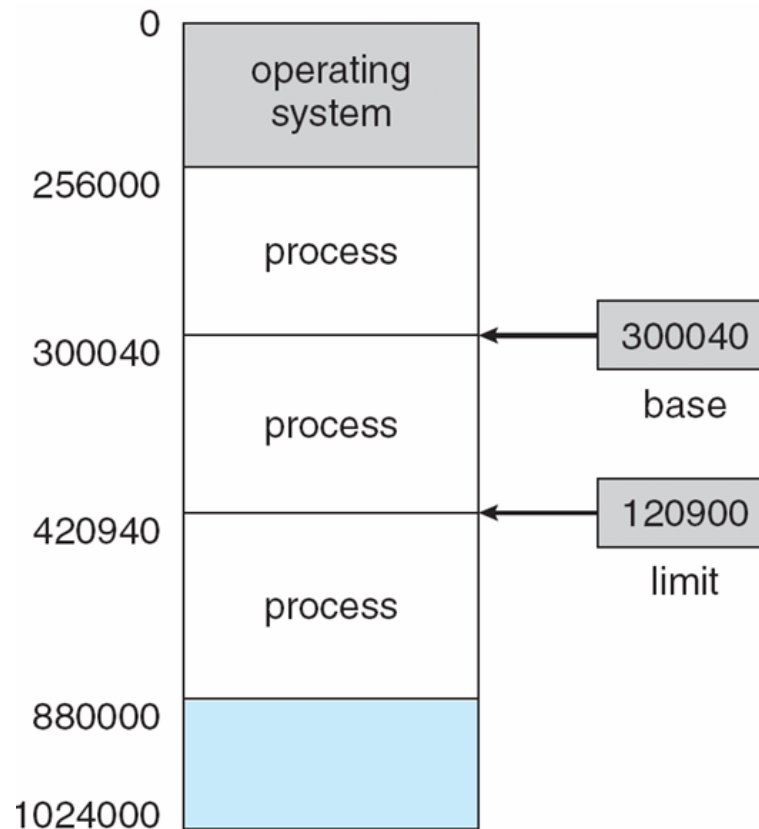 0
operating
system
256000
process
300040
300040
base
process
420940
120900
limit
process
880000
1024000